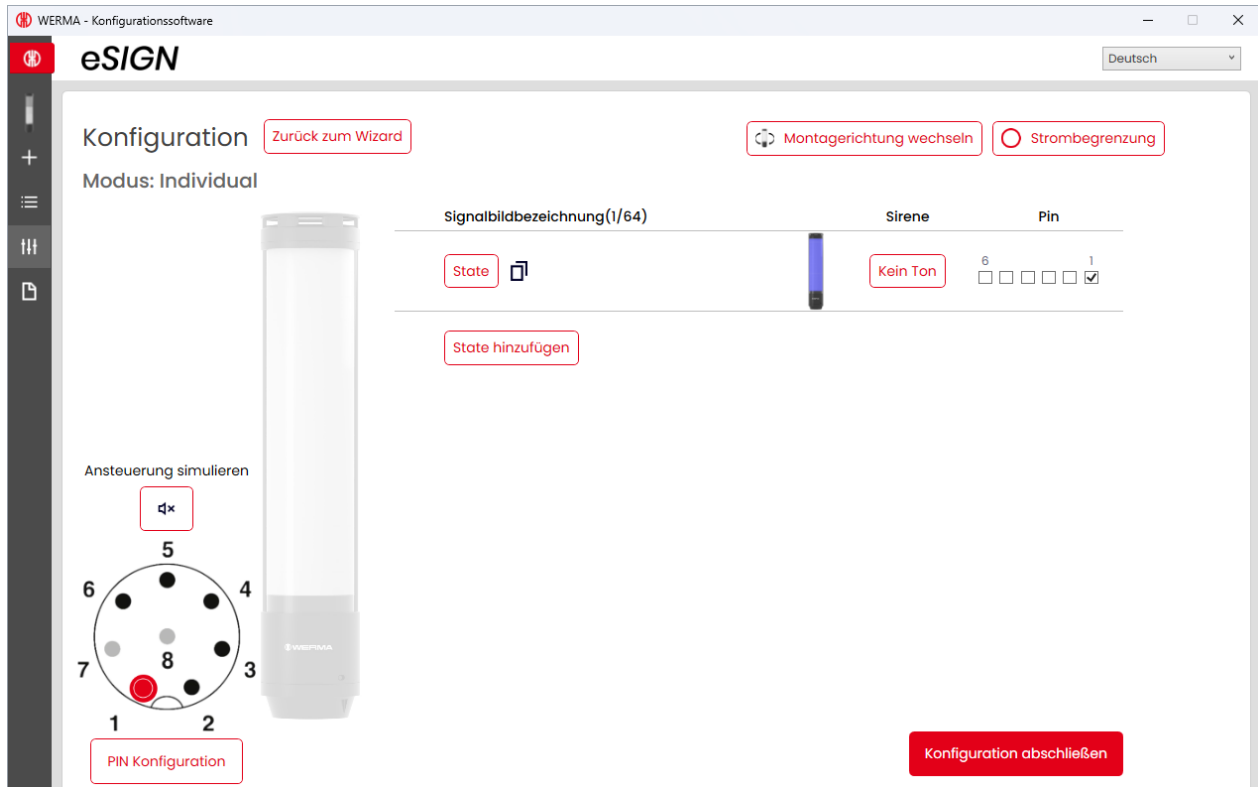 WERMA - Konfigurationssoftware
eSIGN
Deutsch
Konfiguration
Zurück zum Wizard
Montagerichtung wechseln
Strombegrenzung
Modus: Individual
Signalbildbezeichnung(1/64)
Sirene
Pin
State
Kein Ton
6
1
State hinzufügen
Ansteuerung simulieren
5
6
4
7
8
3
1
2
WERMA
PIN Konfiguration
Konfiguration abschließen